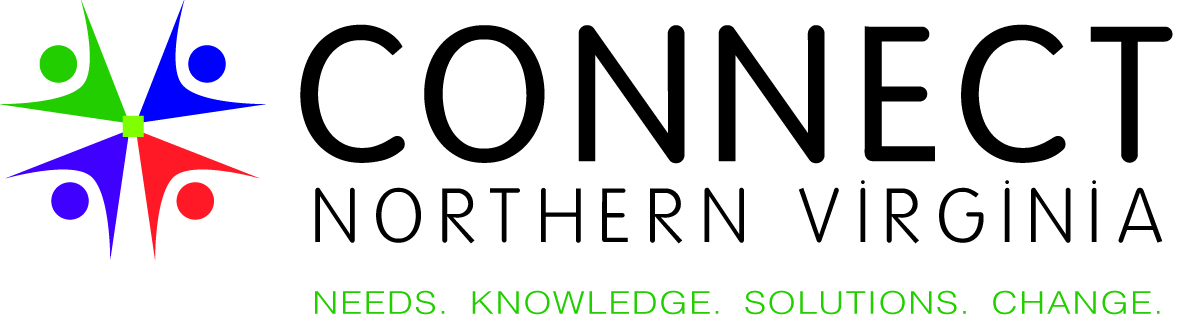 CONNECT
NORTHERN ViRGiNiA
NEEDS. KNOWLEDGE. SOLUTIONS. CHANGE.